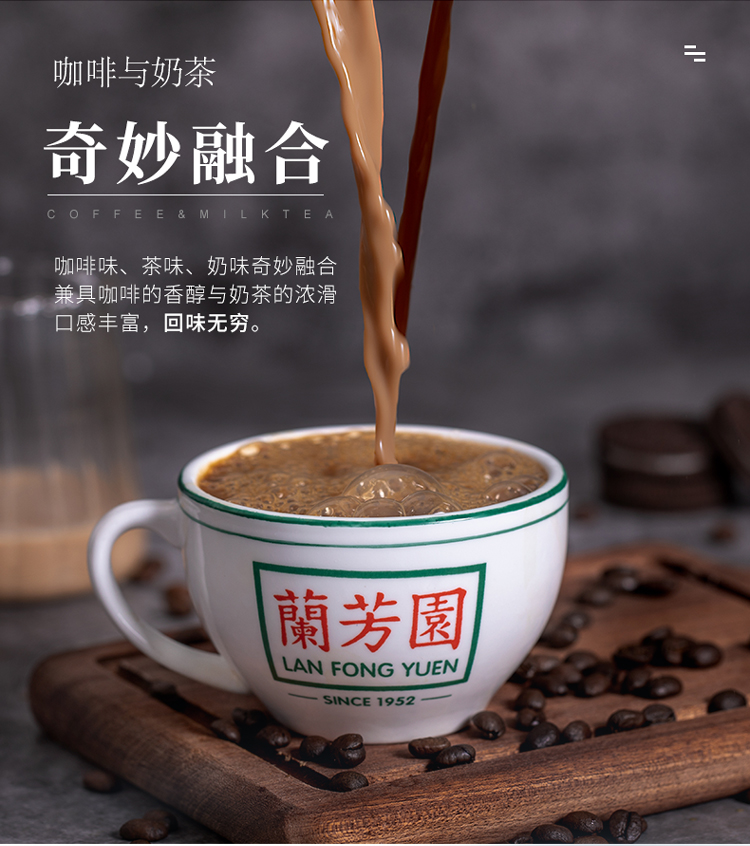 咖啡与奶茶
奇妙融合
COFFEE&MILKTEA
咖啡味、茶味、奶味奇妙融合
兼具咖啡的香醇与奶茶的浓滑
口感丰富，回味无穷。
蘭芳園
LAN FONG YUEN
SINCE 1952